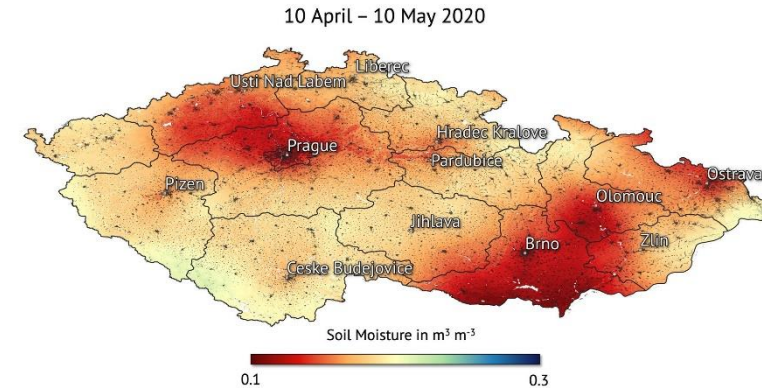 10 April – 10 May 2020
Liberec
Usti Nad Labem
Hradec Kralove
Prague
Pardubice
Ostrava
Plzen
Olomouc
Jihlava
Zlin
Brno
Ceske Budejovice
Soil Moisture in m³ m⁻³
0.1 0.3